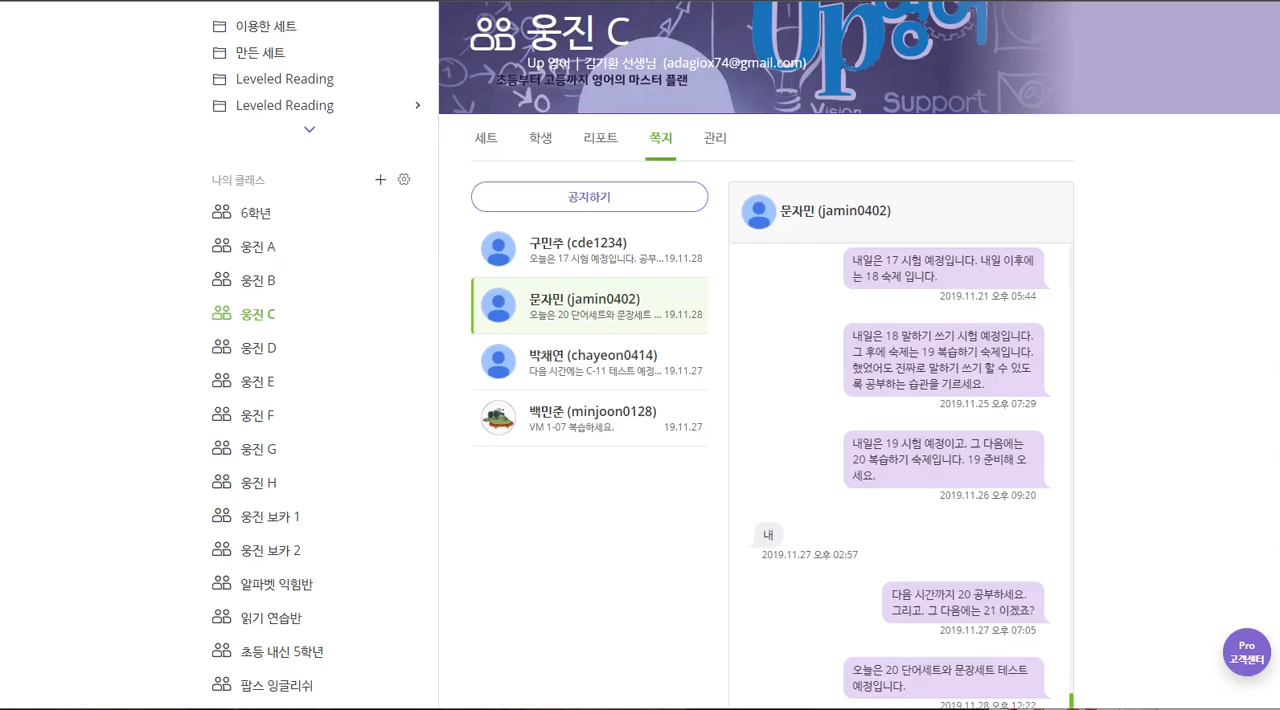 이용한 세트
만든 세트
Leveled Reading
Leveled Reading
나의 클래스
6학년
웅진 A
웅진 B
웅진 C
웅진 D
웅진 E
웅진 F
웅진 G
웅진 H
웅진 보카 1
웅진 보카 2
알파벳 익힘반
읽기 연습반
초등 내신 5학년
팝스 잉글리쉬
웅진 C
Up 영어 | 김기환 선생님 (adagiox74@gmail.com)
초등부터 고등까지 영어의 마스터 플랜
Up영어
Vision
Support
세트 학생 리포트 쪽지 관리
공지하기
구민주 (cde1234)
오늘은 17 시험 예정입니다. 공부...19.11.28
문자민 (jamin0402)
오늘은 20 단어세트와 문장세트 ... 19.11.28
박채연 (chayeon0414)
다음 시간에는 C-11 테스트 예정... 19.11.27
백민준 (minjoon0128)
VM 1-07 복습하세요. 19.11.27
문자민 (jamin0402)
내일은 17 시험 예정입니다. 내일 이후에
는 18 숙제 입니다.
2019.11.21 오후 05:44
내일은 18 말하기 쓰기 시험 예정입니다.
그 후에 숙제는 19 복습하기 숙제입니다.
했었어도 진짜로 말하기 쓰기 할 수 있도
록 공부하는 습관을 기르세요.
2019.11.25 오후 07:29
내일은 19 시험 예정이고, 그 다음에는
20 복습하기 숙제입니다. 19 준비해 오
세요.
2019.11.26 오후 09:20
내
2019.11.27 오후 02:57
다음 시간까지 20 공부하세요.
그리고, 그 다음에는 21 이겠죠?
2019.11.27 오후 07:05
오늘은 20 단어세트와 문장세트 테스트
예정입니다.
2019.11.28 오후 12:22
Pro
고객센터